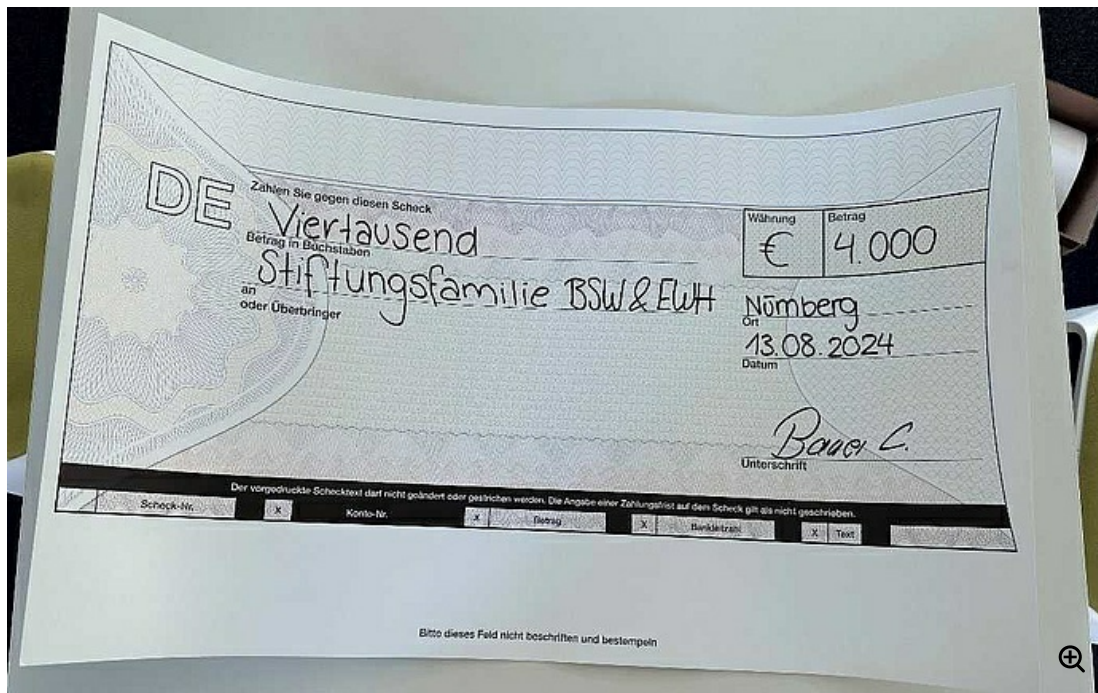 DE
Zahlen Sie gegen diesen Scheck
Viertausend
Betrag in Buchstaben
Stiftungsfamilie BSW & EWH
an
oder Überbringer
Währung Betrag
€ 4.000
Nürnberg
Ort
13.08.2024
Datum
Bauer C.
Unterschrift
Der vorgedruckte Schecktext darf nicht geändert oder gestrichen werden. Die Angabe einer Zahlungsfrist auf dem Scheck gilt als nicht geschrieben.
Scheck-Nr. X Konto-Nr. X Betrag X Bankleitzahl X Text
Bitte dieses Feld nicht beschriften und bestempeln